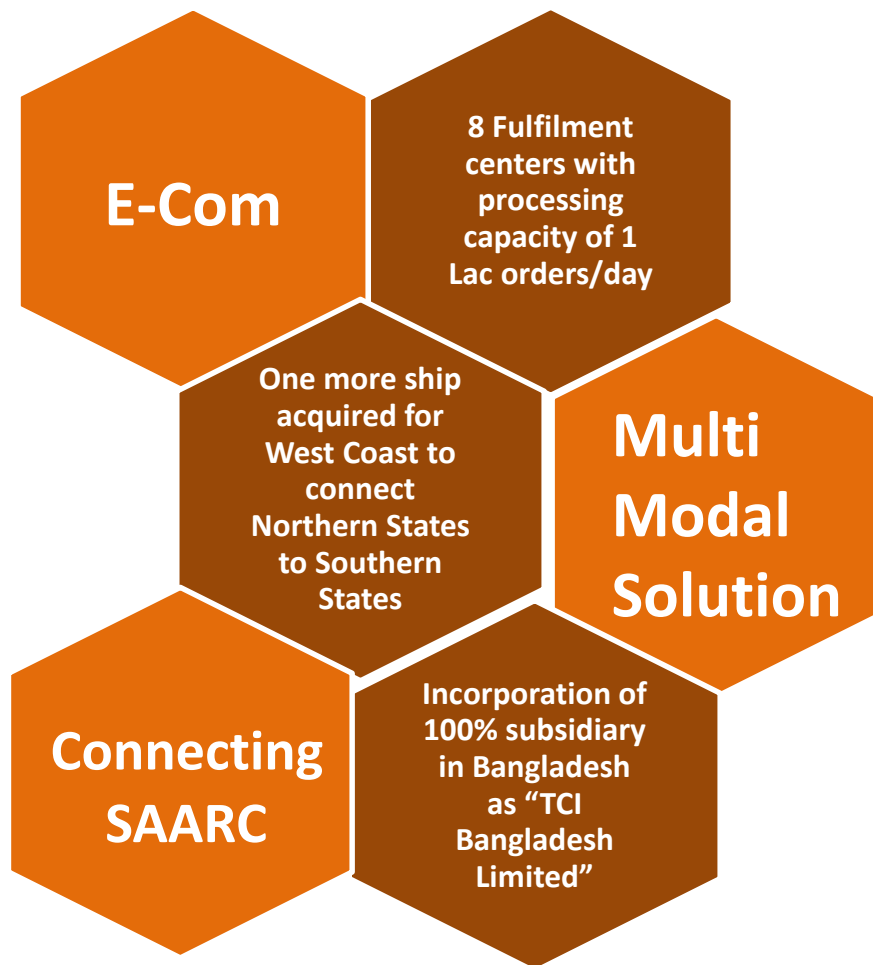 E-Com
8 Fulfilment
centers with
processing
capacity of 1
Lac orders/day
One more ship
acquired for
West Coast to
connect
Northern States
to Southern
States
Multi
Modal
Solution
Connecting
SAARC
Incorporation of
100% subsidiary
in Bangladesh
as “TCI
Bangladesh
Limited”